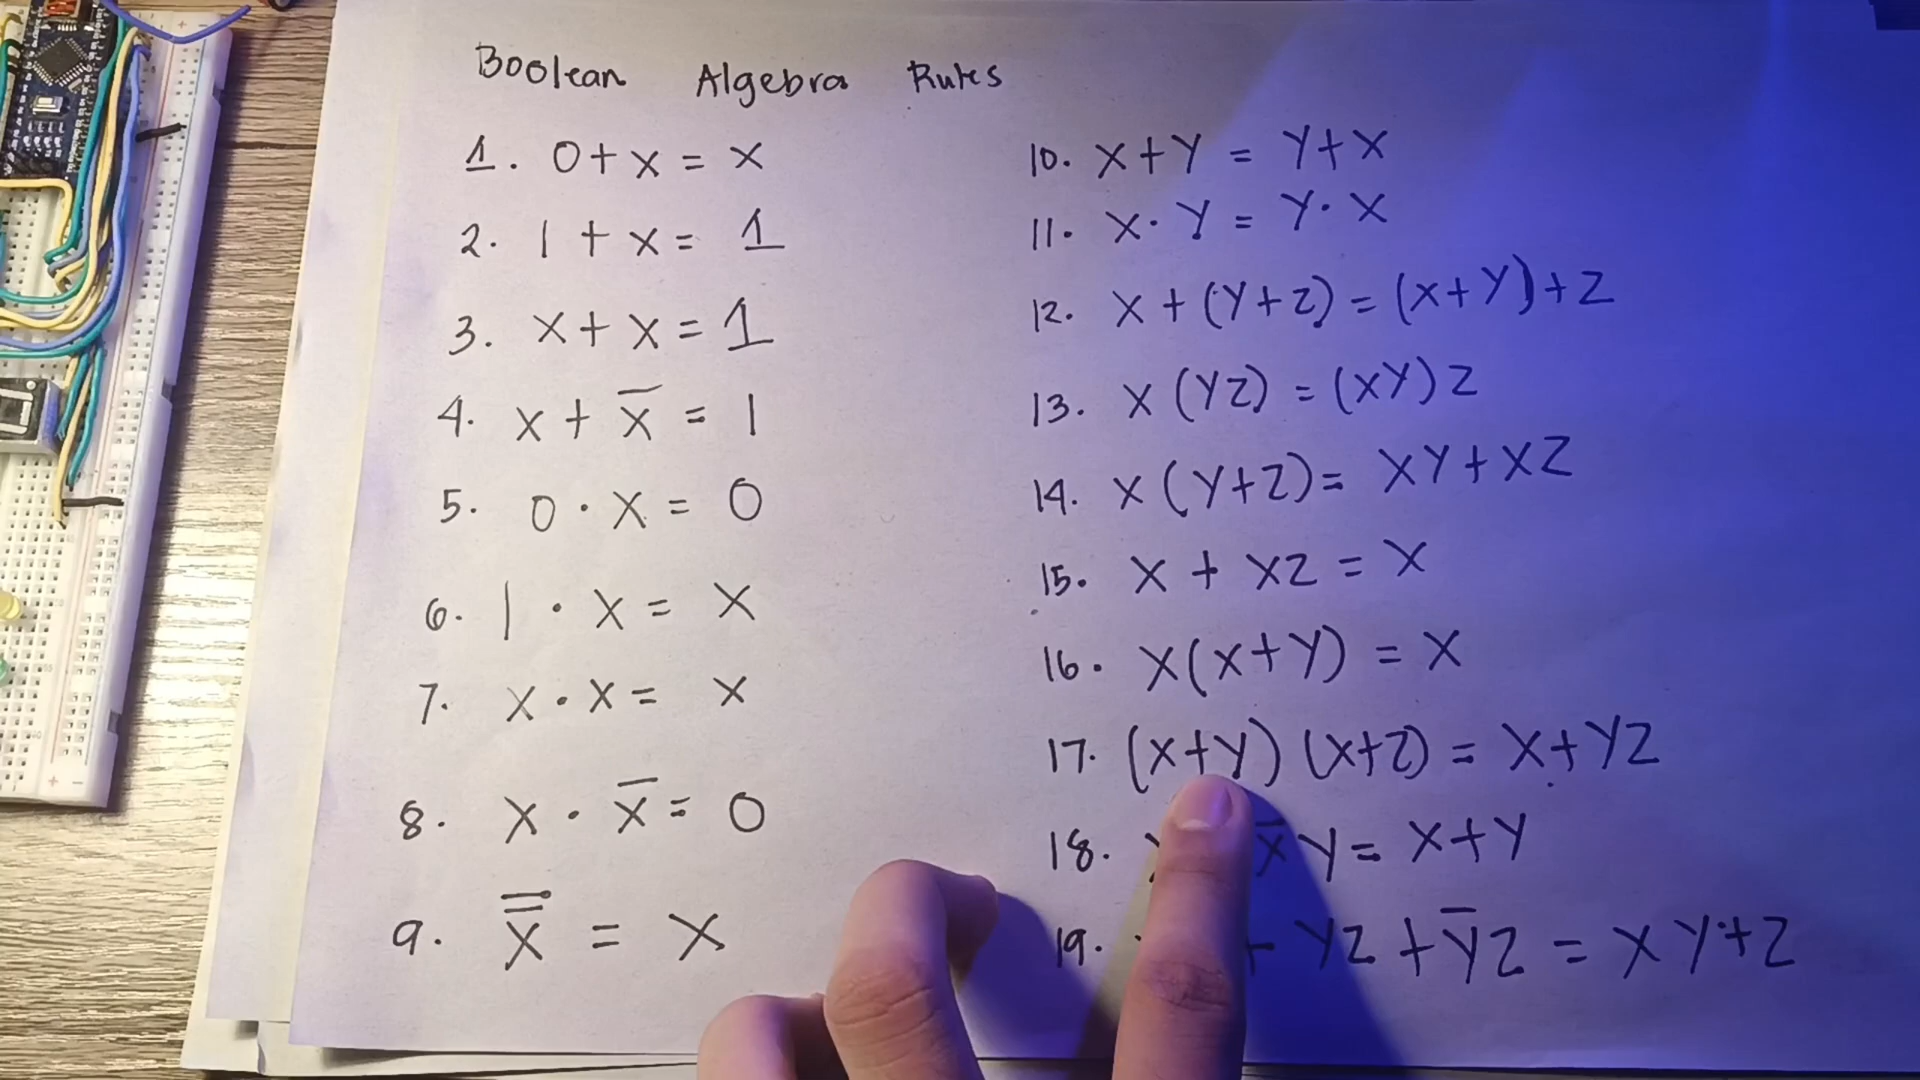 Boolean Algebra Rules
1. 0 + x = x
2. 1 + x = 1
3. x + x = 1
4. x + x̅ = 1
5. 0 · x = 0
6. 1 · x = x
7. x · x = x
8. x · x̅ = 0
9. x̿ = x
10. x + y = y + x
11. x · y = y · x
12. x + (y + z) = (x + y) + z
13. x (yz) = (xy) z
14. x (y + z) = xy + xz
15. x + xz = x
16. x (x + y) = x
17. (x + y) (x + z) = x + yz
18. x̅y = x + y
19. + yz + y̅z = xy + z